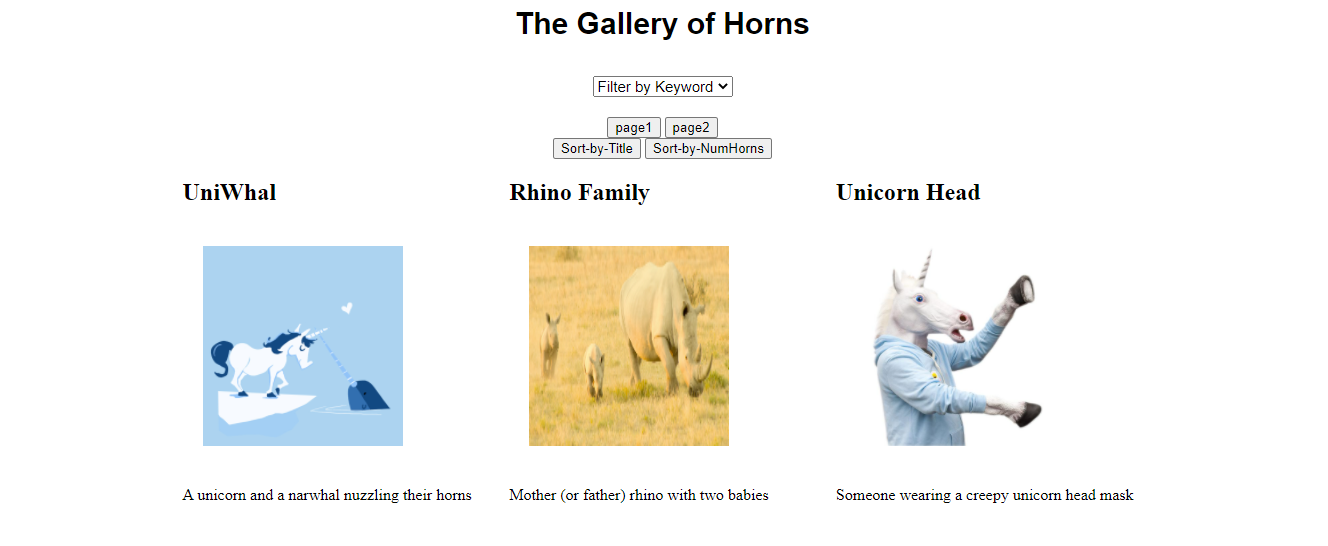 The Gallery of Horns
Filter by Keyword
page1 page2
Sort-by-Title Sort-by-NumHorns
UniWhal Rhino Family Unicorn Head
A unicorn and a narwhal nuzzling their horns Mother (or father) rhino with two babies Someone wearing a creepy unicorn head mask